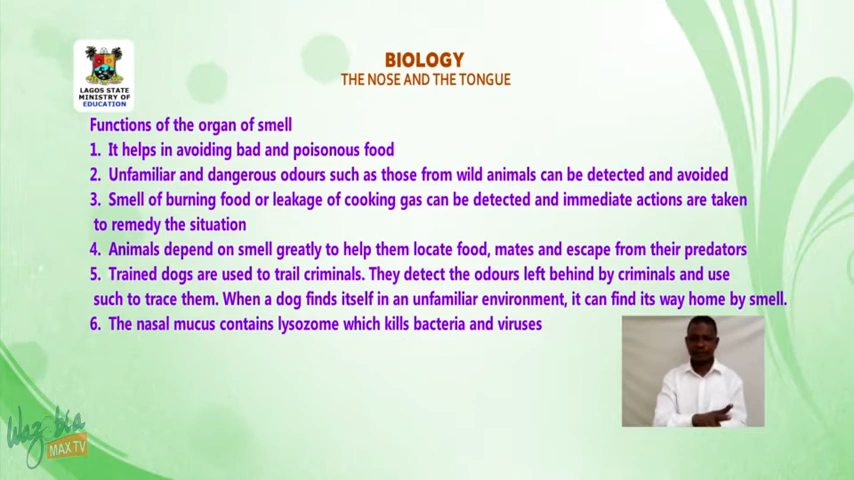 BIOLOGY
THE NOSE AND THE TONGUE
LAGOS STATE
MINISTRY OF
EDUCATION
Functions of the organ of smell
1. It helps in avoiding bad and poisonous food
2. Unfamiliar and dangerous odours such as those from wild animals can be detected and avoided
3. Smell of burning food or leakage of cooking gas can be detected and immediate actions are taken
to remedy the situation
4. Animals depend on smell greatly to help them locate food, mates and escape from their predators
5. Trained dogs are used to trail criminals. They detect the odours left behind by criminals and use
such to trace them. When a dog finds itself in an unfamiliar environment, it can find its way home by smell.
6. The nasal mucus contains lysozome which kills bacteria and viruses
Wazobia
MAX TV